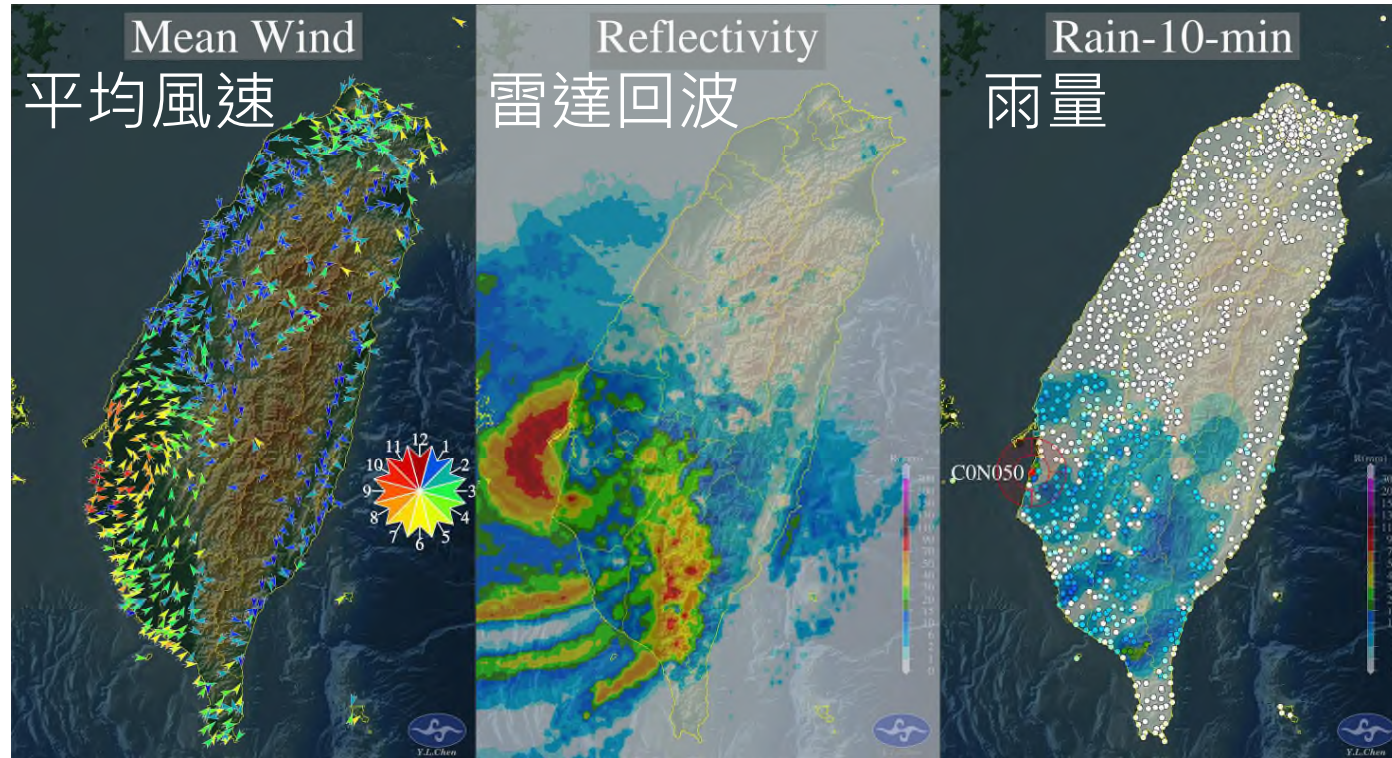 Mean Wind
平均風速
12
11
1
10
2
9
3
8
4
7
5
6
Y.L.Chen
Reflectivity
雷達回波
Y.L.Chen
Rain-10-min
雨量
C0N050
Y.L.Chen